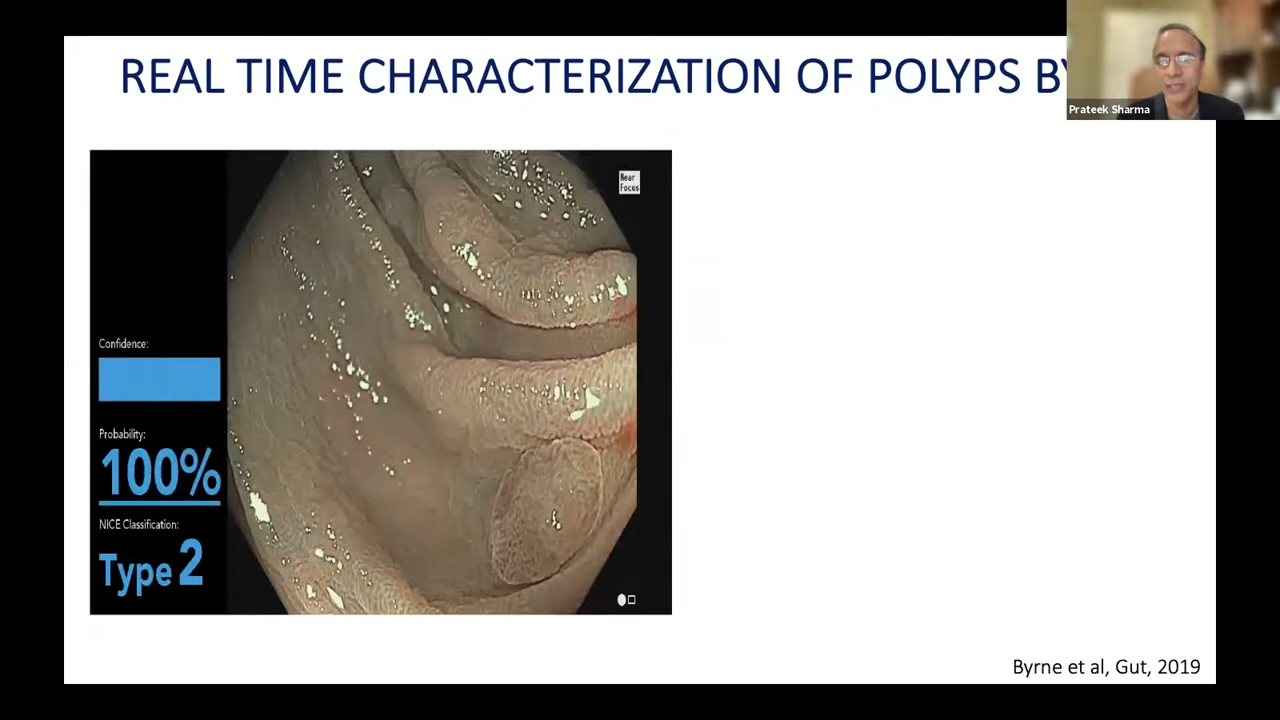 REAL TIME CHARACTERIZATION OF POLYPS
Prateek Sharma
Near
Focus
Confidence:
Probability:
100%
NICE Classification:
Type 2
Byrne et al, Gut, 2019